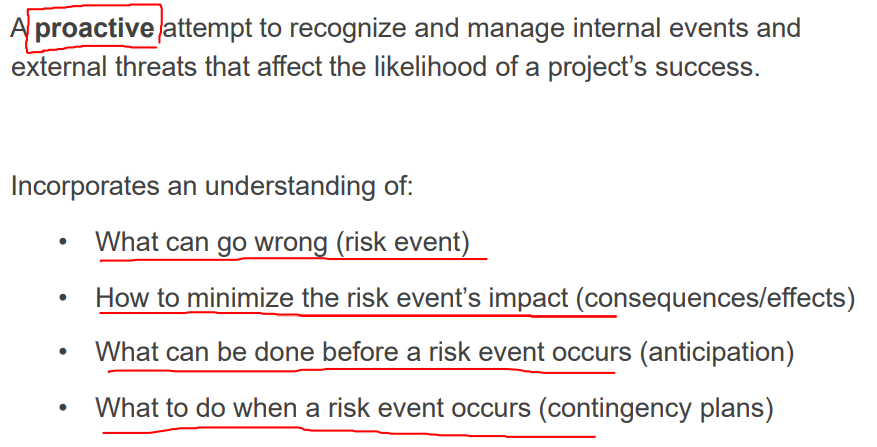 A proactive attempt to recognize and manage internal events and
external threats that affect the likelihood of a project’s success.
Incorporates an understanding of:
• What can go wrong (risk event)
• How to minimize the risk event’s impact (consequences/effects)
• What can be done before a risk event occurs (anticipation)
• What to do when a risk event occurs (contingency plans)